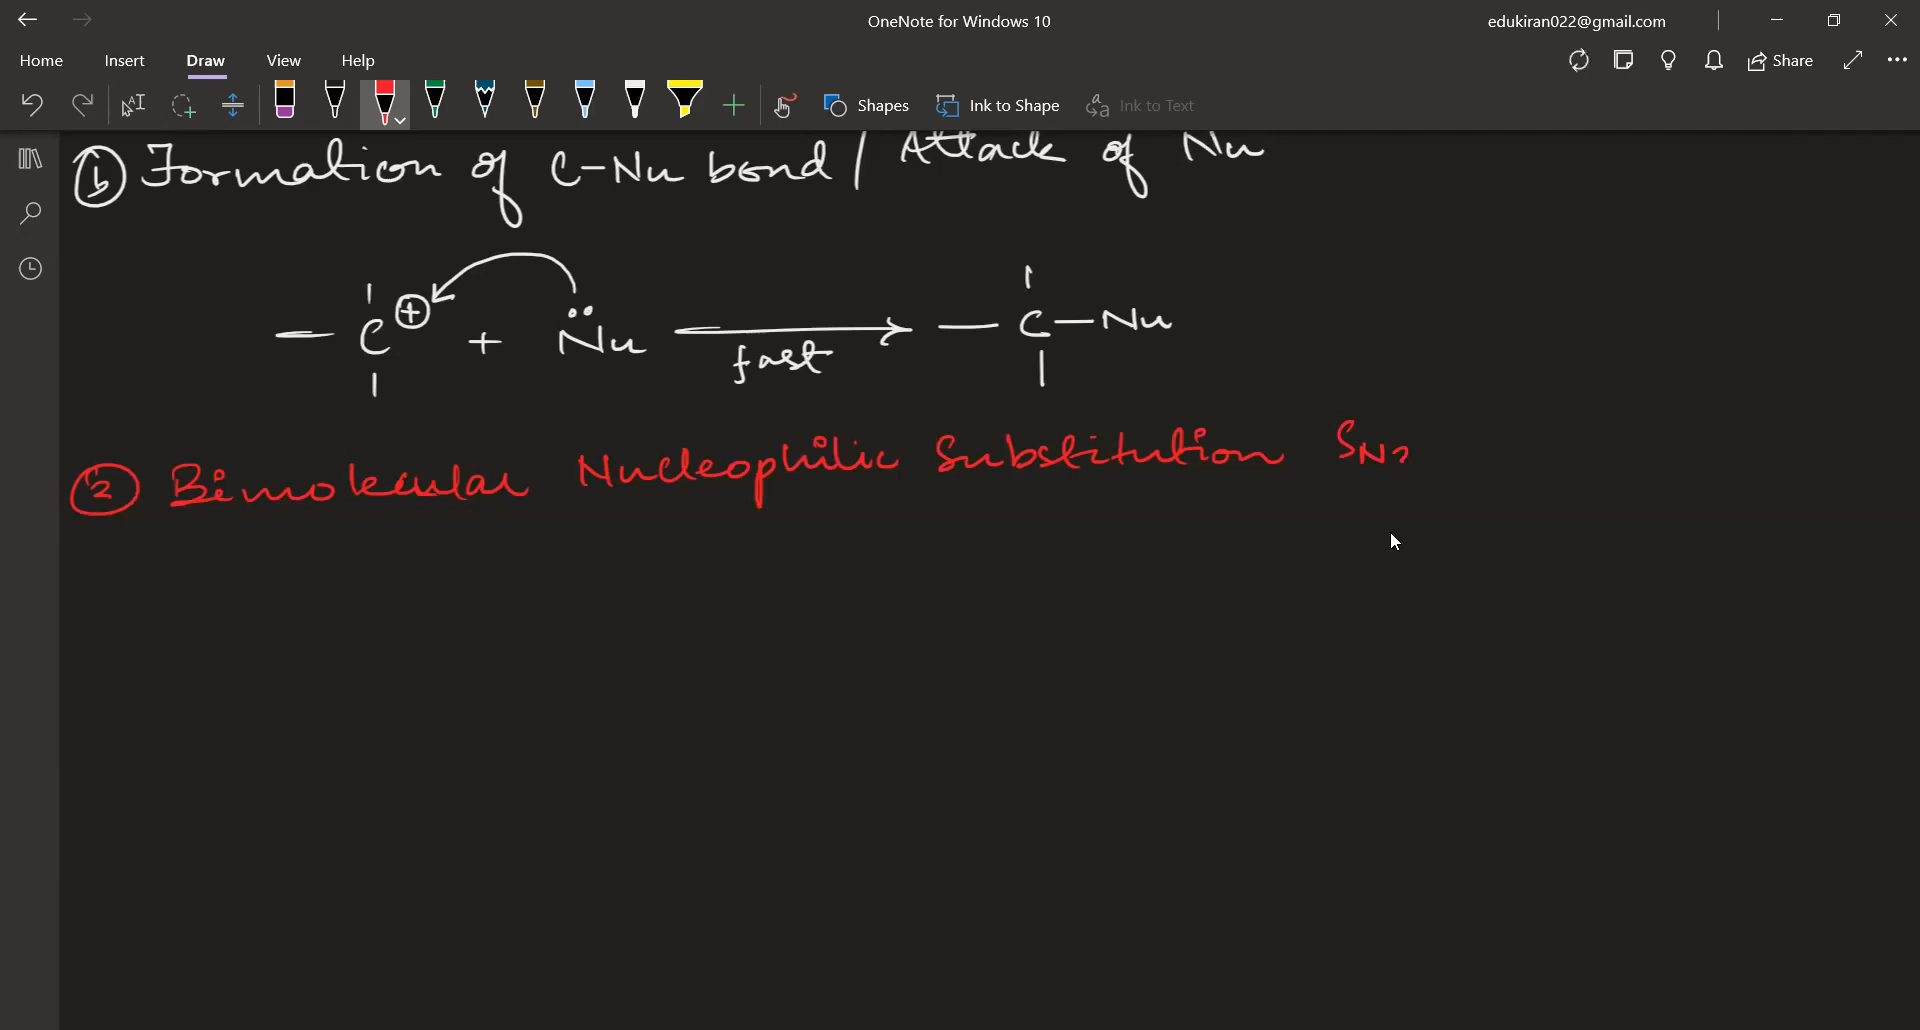 OneNote for Windows 10
edukiran022@gmail.com
Home Insert Draw View Help
Share
Shapes Ink to Shape Ink to Text
(b) Formation of C-Nu bond / Attack of Nu
— C ⊕ + N̈u ⟶ — C — Nu
fast
(2) Bimolecular Nucleophilic Substitution SN2